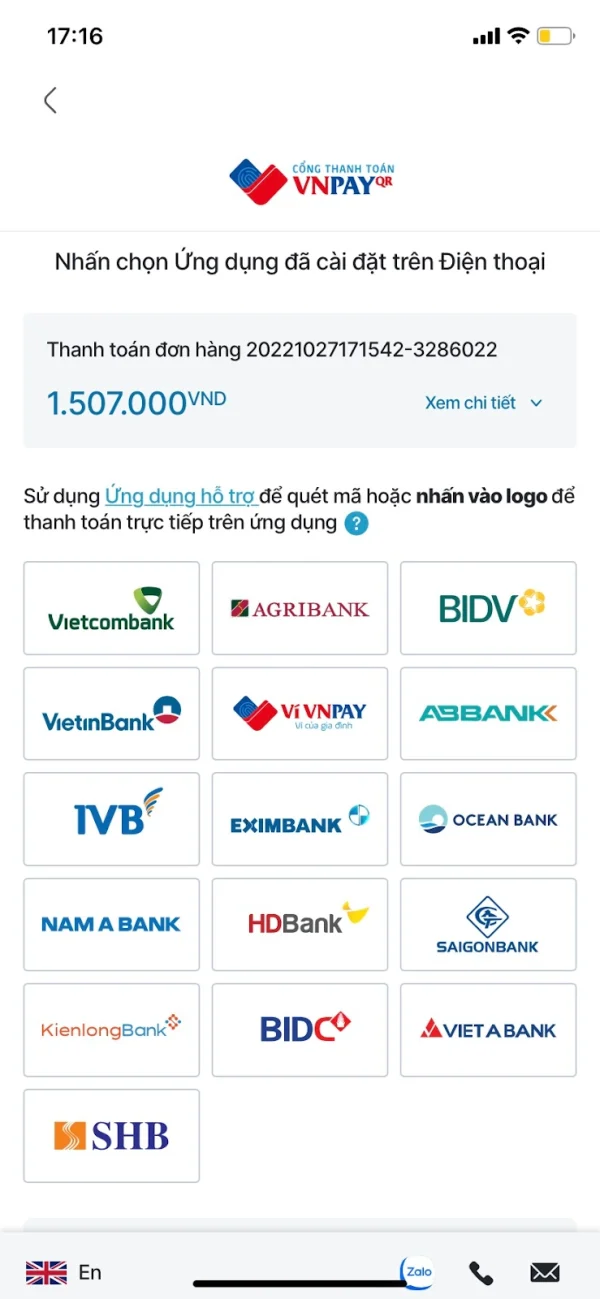 17:16
CỔNG THANH TOÁN
VNPAYQR
Nhấn chọn Ứng dụng đã cài đặt trên Điện thoại
Thanh toán đơn hàng 20221027171542-3286022
1.507.000VND Xem chi tiết
Sử dụng Ứng dụng hỗ trợ để quét mã hoặc nhấn vào logo để
thanh toán trực tiếp trên ứng dụng ?
Vietcombank AGRIBANK BIDV
VietinBank Ví VNPAY ABBANK
Ví của gia đình
IVB EXIMBANK OCEAN BANK
NAM A BANK HDBank SAIGONBANK
KienlongBank BIDC VIET A BANK
SHB
En Zalo